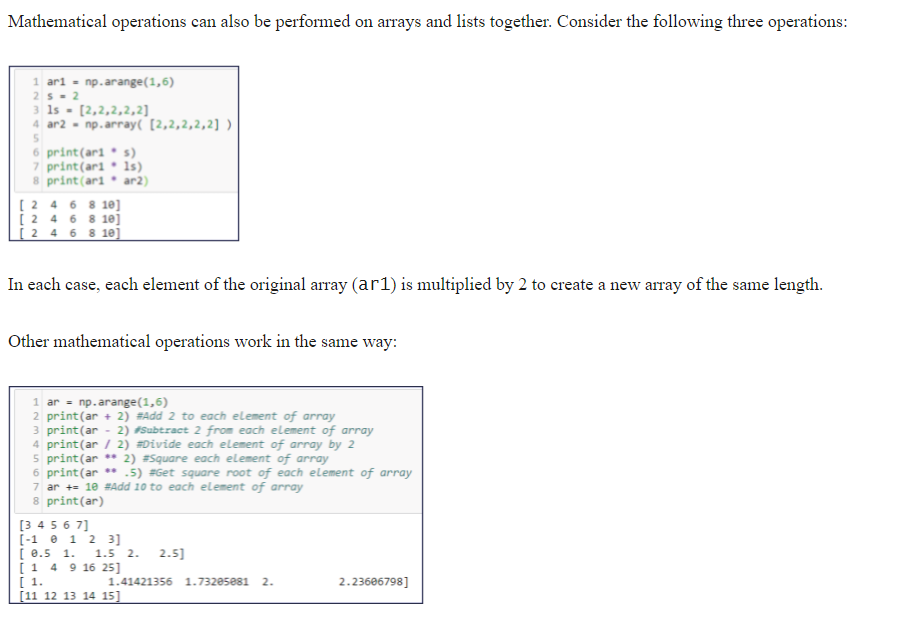 Mathematical operations can also be performed on arrays and lists together. Consider the following three operations:
1 ar1 = np.arange(1,6)
2 s = 2
3 ls = [2,2,2,2,2]
4 ar2 = np.array( [2,2,2,2,2] )
5
6 print(ar1 * s)
7 print(ar1 * ls)
8 print(ar1 * ar2)
[ 2  4  6  8 10]
[ 2  4  6  8 10]
[ 2  4  6  8 10]
In each case, each element of the original array (ar1) is multiplied by 2 to create a new array of the same length.
Other mathematical operations work in the same way:
1 ar = np.arange(1,6)
2 print(ar + 2) #Add 2 to each element of array
3 print(ar - 2) #Subtract 2 from each element of array
4 print(ar / 2) #Divide each element of array by 2
5 print(ar ** 2) #Square each element of array
6 print(ar ** .5) #Get square root of each element of array
7 ar += 10 #Add 10 to each element of array
8 print(ar)
[3 4 5 6 7]
[-1  0  1  2  3]
[ 0.5  1.   1.5  2.   2.5]
[ 1  4  9 16 25]
[ 1.          1.41421356  1.73205081  2.          2.23606798]
[11 12 13 14 15]